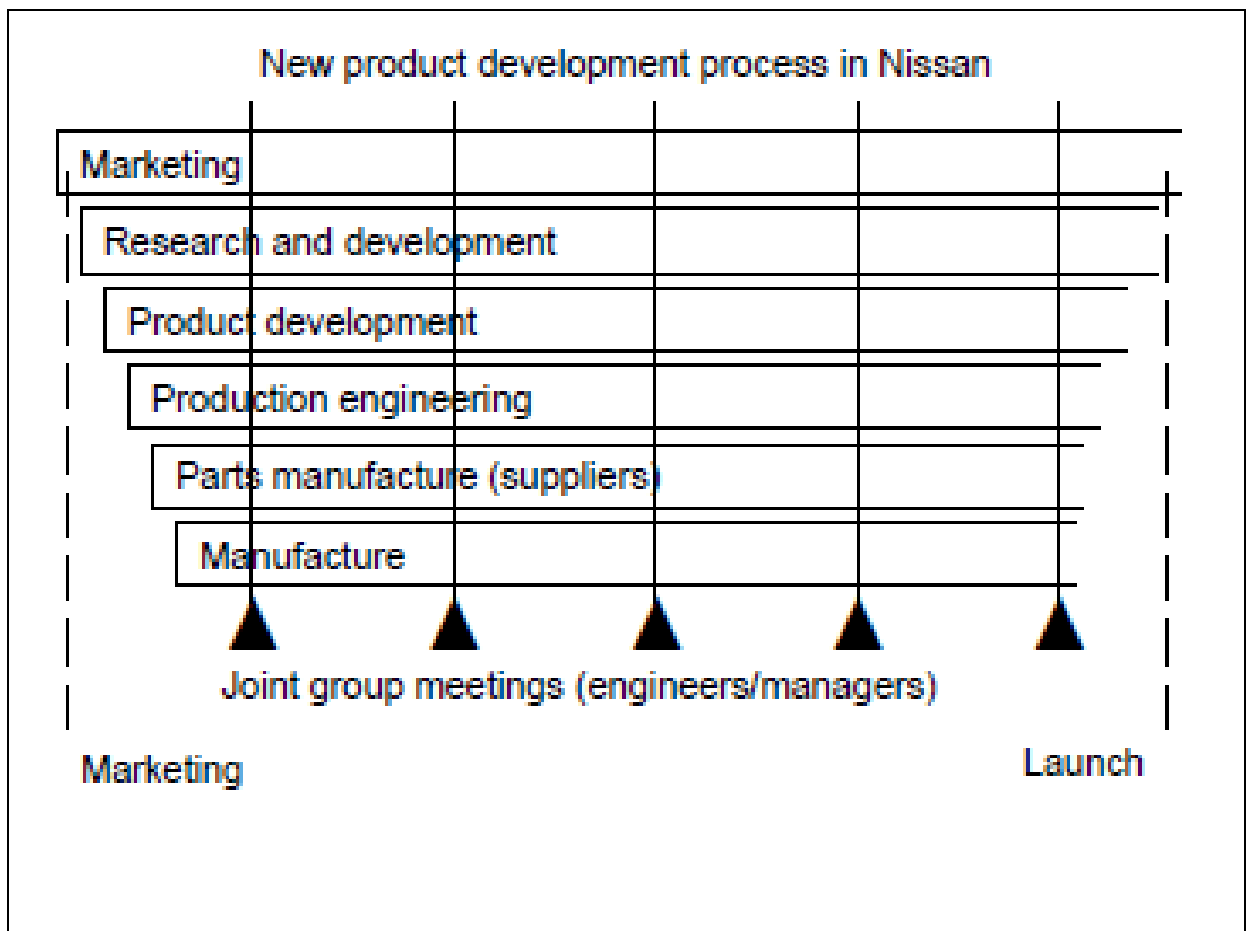 New product development process in Nissan
Marketing
Research and development
Product development
Production engineering
Parts manufacture (suppliers)
Manufacture
Joint group meetings (engineers/managers)
Marketing
Launch